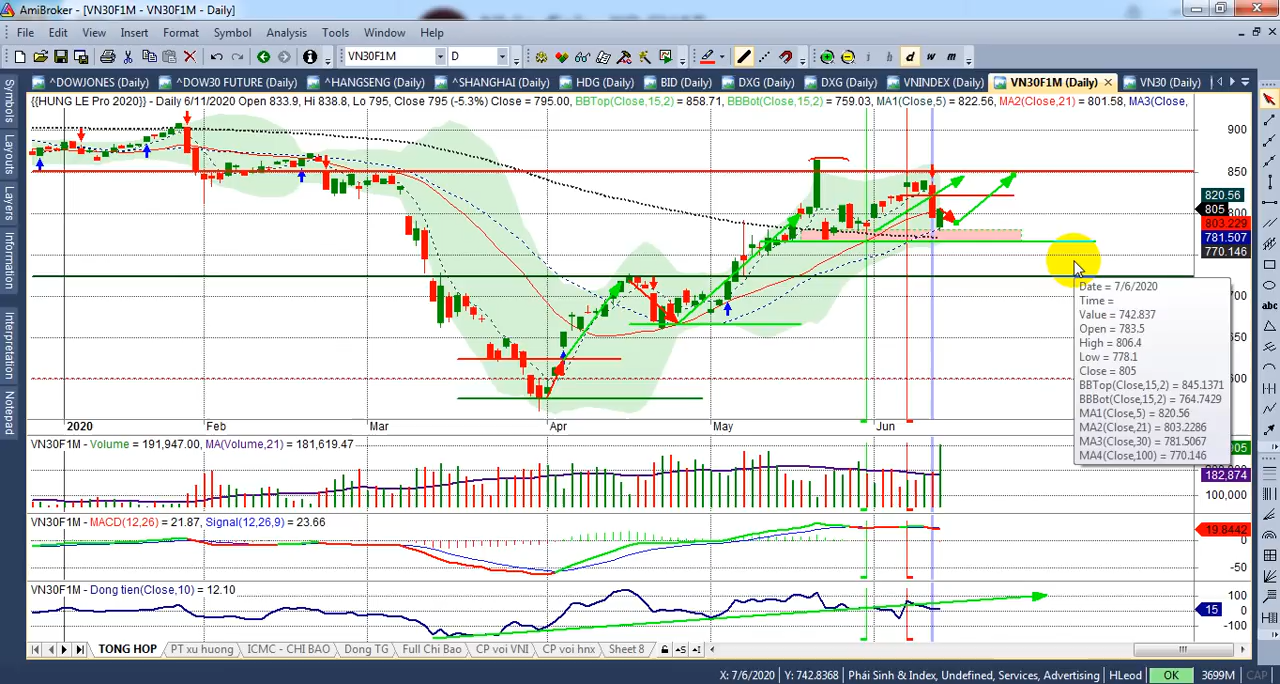 AmiBroker - [VN30F1M - VN30F1M - Daily]
File Edit View Insert Format Symbol Analysis Tools Window Help
VN30F1M D i h d w m
^DOWJONES (Daily) ^DOW30 FUTURE (Daily) ^HANGSENG (Daily) ^SHANGHAI (Daily) HDG (Daily) BID (Daily) DXG (Daily) DXG (Daily) VNINDEX (Daily) VN30F1M (Daily) VN30 (Daily)
{{HUNG LE Pro 2020}} - Daily 6/11/2020 Open 833.9, Hi 838.8, Lo 795, Close 795 (-5.3%) Close = 795.00, BBTop(Close,15,2) = 858.71, BBBot(Close,15,2) = 759.03, MA1(Close,5) = 822.56, MA2(Close,21) = 801.58, MA3(Close,
Symbols
Layouts
Layers
Information
Interpretation
Notepad
abc
900
850
820.56
805
803.229
781.507
770.146
Date = 7/6/2020
Time =
Value = 742.837
Open = 783.5
High = 806.4
Low = 778.1
Close = 805
BBTop(Close,15,2) = 845.1371
BBBot(Close,15,2) = 764.7429
MA1(Close,5) = 820.56
MA2(Close,21) = 803.2286
MA3(Close,30) = 781.5067
MA4(Close,100) = 770.146
2020 Feb Mar Apr May Jun
VN30F1M - Volume = 191,947.00, MA(Volume,21) = 181,619.47
182,874
100,000
VN30F1M - MACD(12,26) = 21.87, Signal(12,26,9) = 23.66
19.8442
0
-50
VN30F1M - Dong tien(Close,10) = 12.10
100
15
0
-100
TONG HOP PT xu huong ICMC - CHI BAO Dong TG Full Chi Bao CP voi VNI CP voi hnx Sheet 8
X: 7/6/2020 Y: 742.8368 Phái Sinh & Index, Undefined, Services, Advertising HLeod OK 3699M CAP